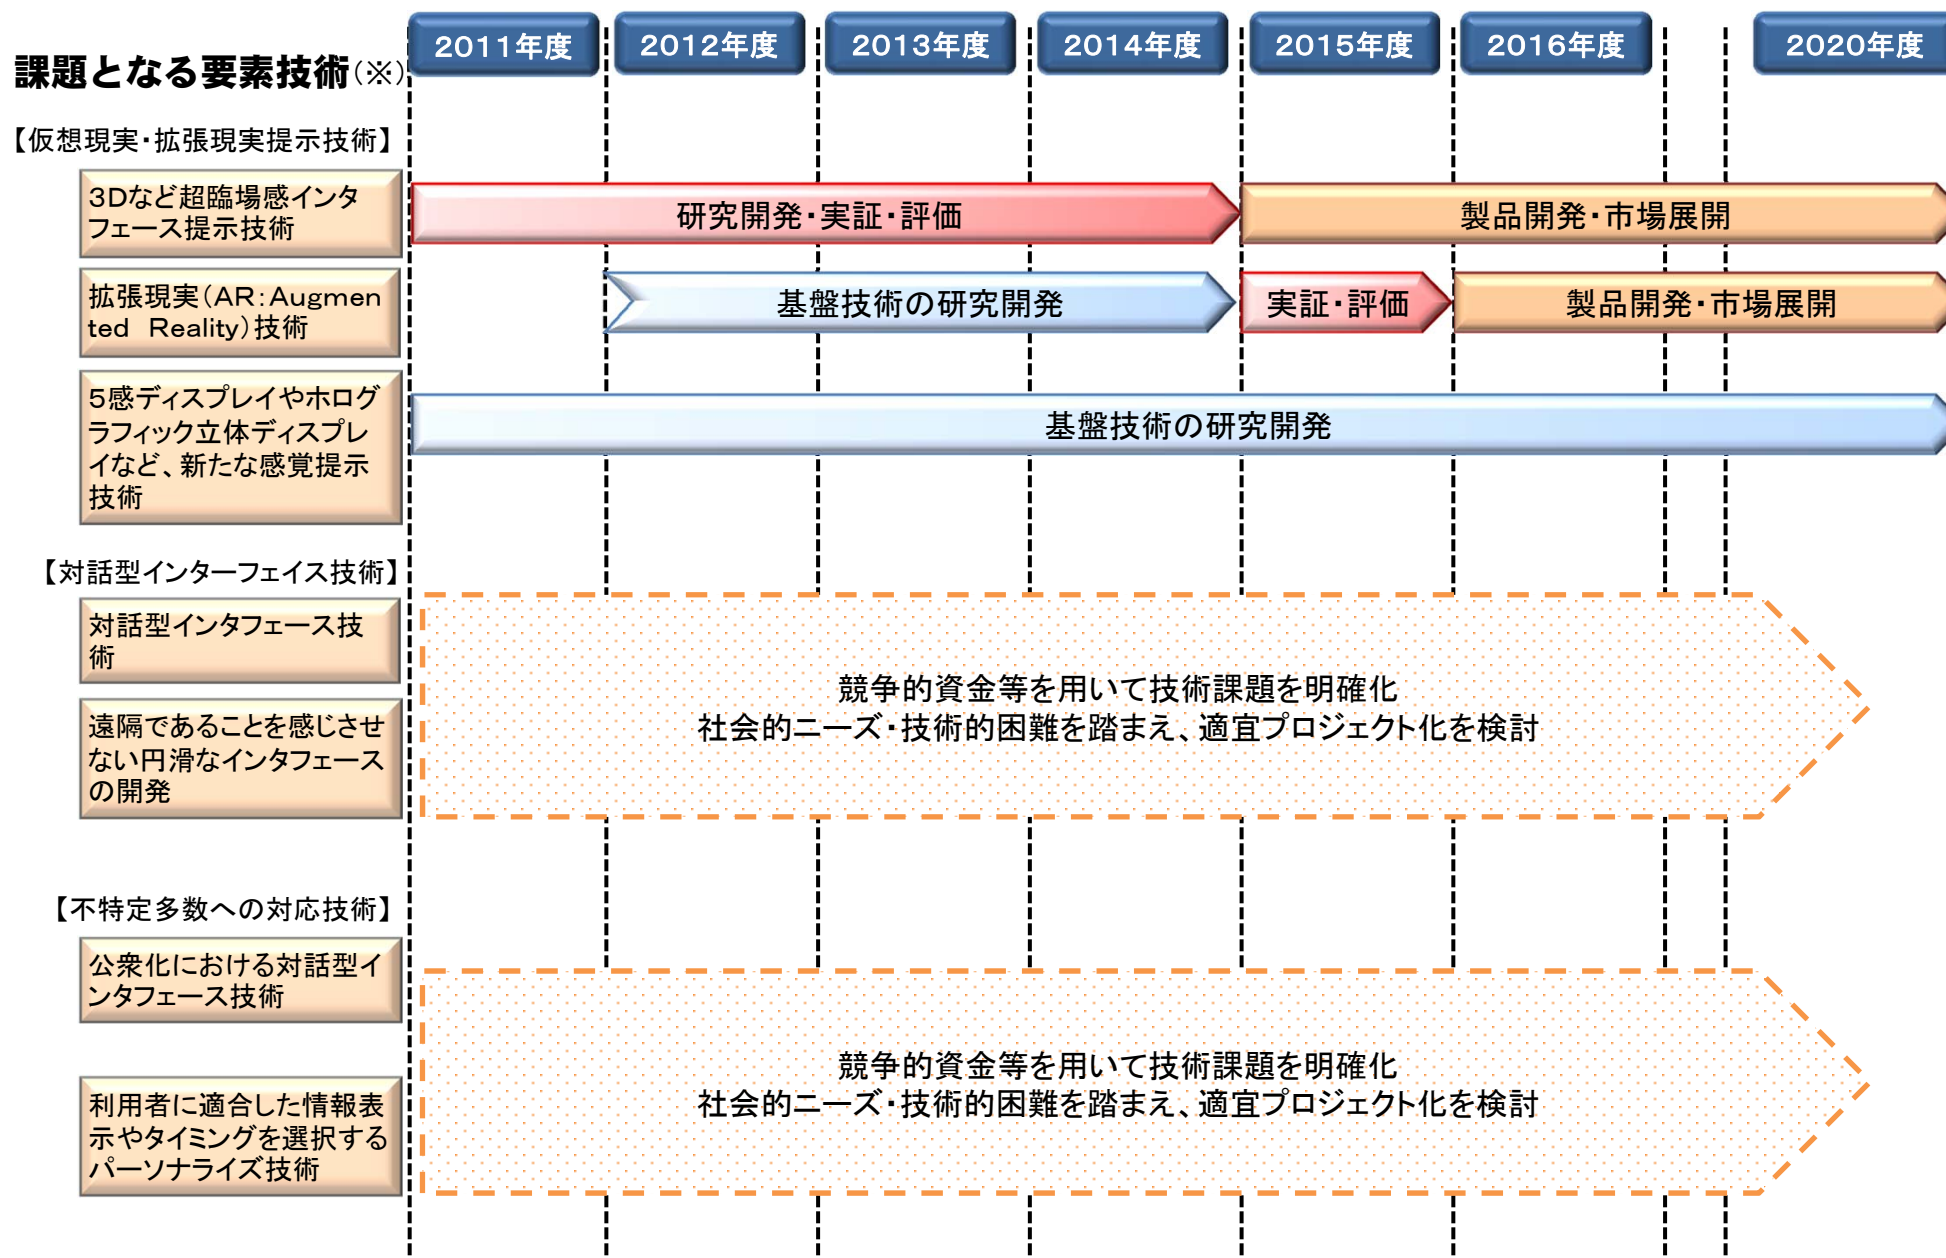 2011年度
2012年度
2013年度
2014年度
2015年度
2016年度
2020年度
課題となる要素技術(※)
【仮想現実・拡張現実提示技術】
3Dなど超臨場感インタ
フェース提示技術
研究開発・実証・評価
製品開発・市場展開
拡張現実(AR:Augmen
ted Reality)技術
基盤技術の研究開発
実証・評価
製品開発・市場展開
5感ディスプレイやホログ
ラフィック立体ディスプレ
イなど、新たな感覚提示
技術
基盤技術の研究開発
【対話型インターフェイス技術】
対話型インタフェース技
術
遠隔であることを感じさせ
ない円滑なインタフェース
の開発
競争的資金等を用いて技術課題を明確化
社会的ニーズ・技術的困難を踏まえ、適宜プロジェクト化を検討
【不特定多数への対応技術】
公衆化における対話型イ
ンタフェース技術
利用者に適合した情報表
示やタイミングを選択する
パーソナライズ技術
競争的資金等を用いて技術課題を明確化
社会的ニーズ・技術的困難を踏まえ、適宜プロジェクト化を検討